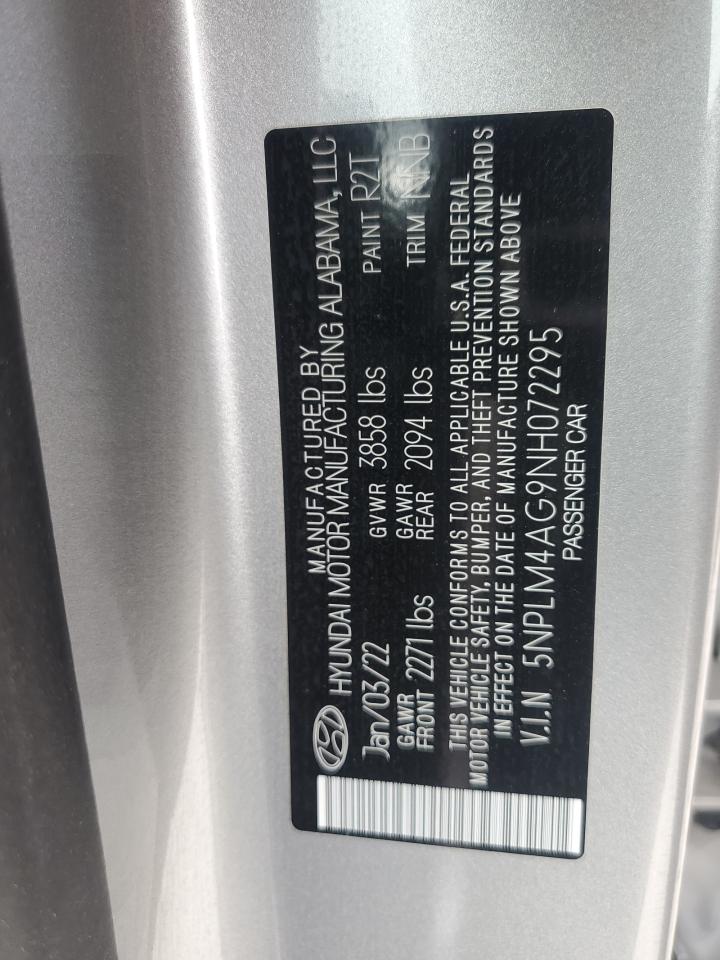 MANUFACTURED BY
HYUNDAI MOTOR MANUFACTURING ALABAMA, LLC
Jan/03/22 GVWR 3858 lbs PAINT R2T
GAWR FRONT 2271 lbs GAWR REAR 2094 lbs TRIM NNB
THIS VEHICLE CONFORMS TO ALL APPLICABLE U.S.A. FEDERAL
MOTOR VEHICLE SAFETY, BUMPER, AND THEFT PREVENTION STANDARDS
IN EFFECT ON THE DATE OF MANUFACTURE SHOWN ABOVE
V.I.N 5NPLM4AG9NH072295
PASSENGER CAR